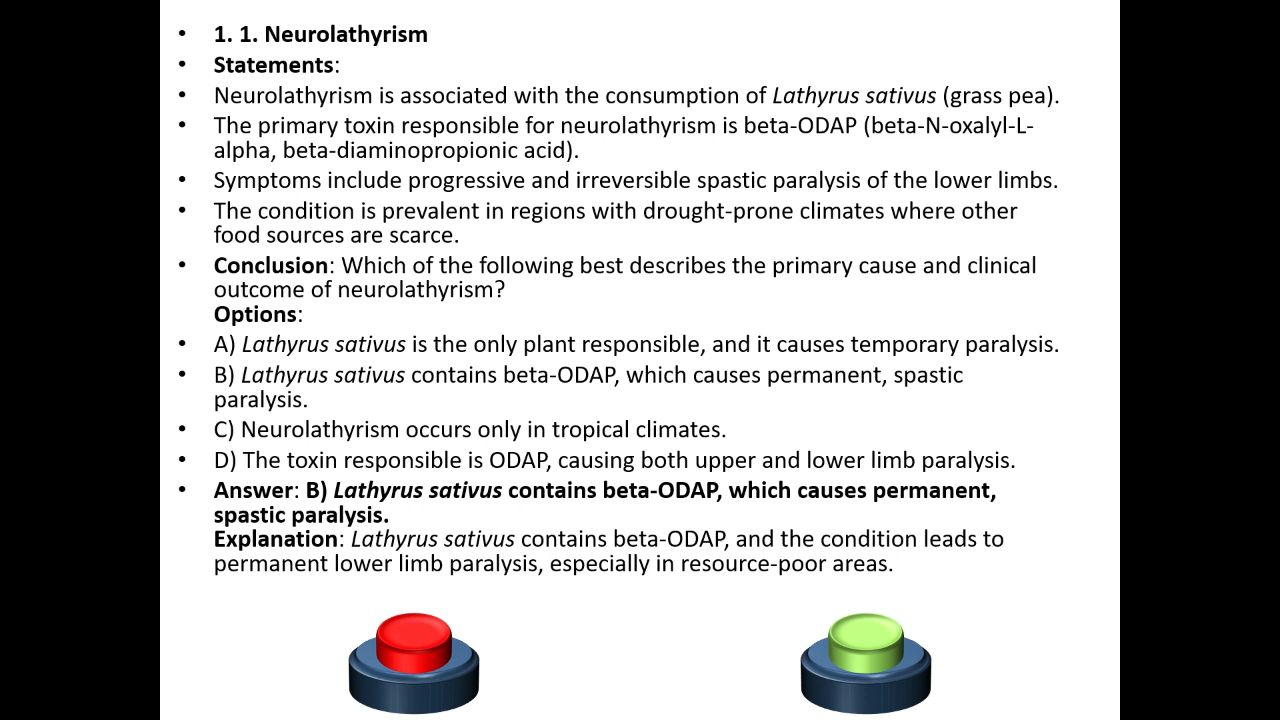 • 1. 1. Neurolathyrism
• Statements:
• Neurolathyrism is associated with the consumption of Lathyrus sativus (grass pea).
• The primary toxin responsible for neurolathyrism is beta-ODAP (beta-N-oxalyl-L-
alpha, beta-diaminopropionic acid).
• Symptoms include progressive and irreversible spastic paralysis of the lower limbs.
• The condition is prevalent in regions with drought-prone climates where other
food sources are scarce.
• Conclusion: Which of the following best describes the primary cause and clinical
outcome of neurolathyrism?
Options:
• A) Lathyrus sativus is the only plant responsible, and it causes temporary paralysis.
• B) Lathyrus sativus contains beta-ODAP, which causes permanent, spastic
paralysis.
• C) Neurolathyrism occurs only in tropical climates.
• D) The toxin responsible is ODAP, causing both upper and lower limb paralysis.
• Answer: B) Lathyrus sativus contains beta-ODAP, which causes permanent,
spastic paralysis.
Explanation: Lathyrus sativus contains beta-ODAP, and the condition leads to
permanent lower limb paralysis, especially in resource-poor areas.